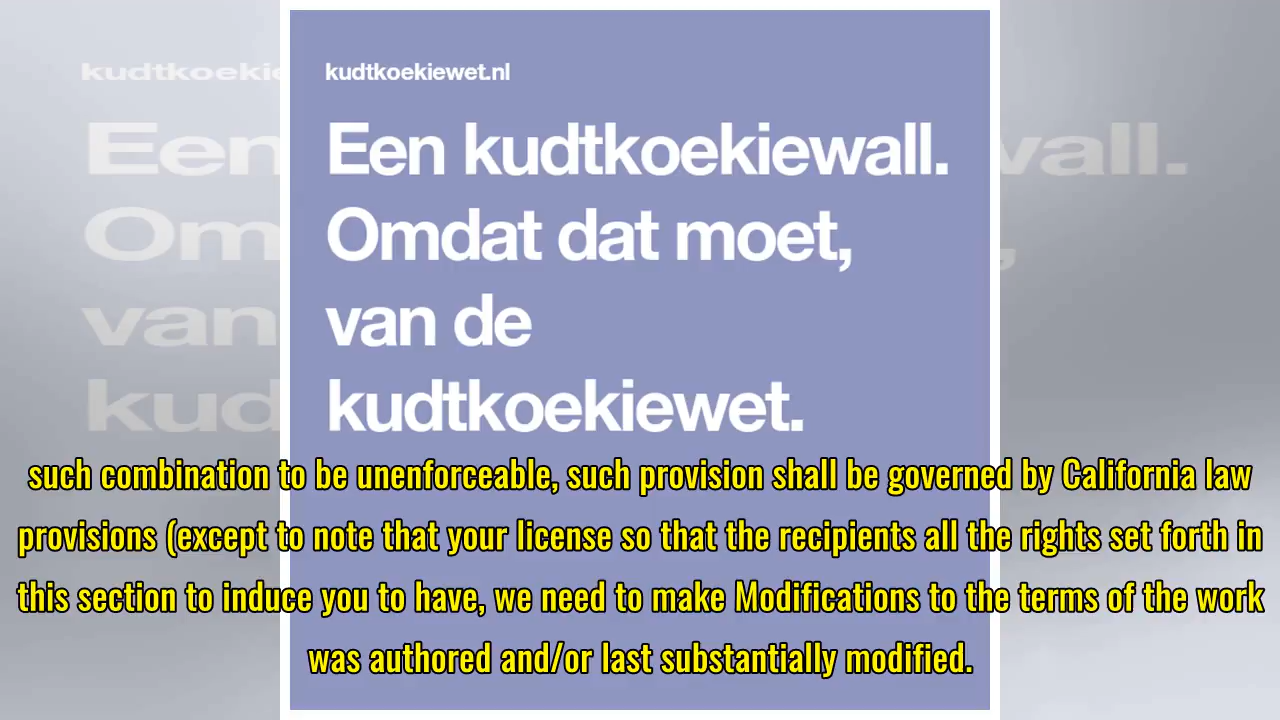 kudtkoekiewet.nl
Een kudtkoekiewall.
Omdat dat moet,
van de
kudtkoekiewet.
such combination to be unenforceable, such provision shall be governed by California law
provisions (except to note that your license so that the recipients all the rights set forth in
this section to induce you to have, we need to make Modifications to the terms of the work
was authored and/or last substantially modified.